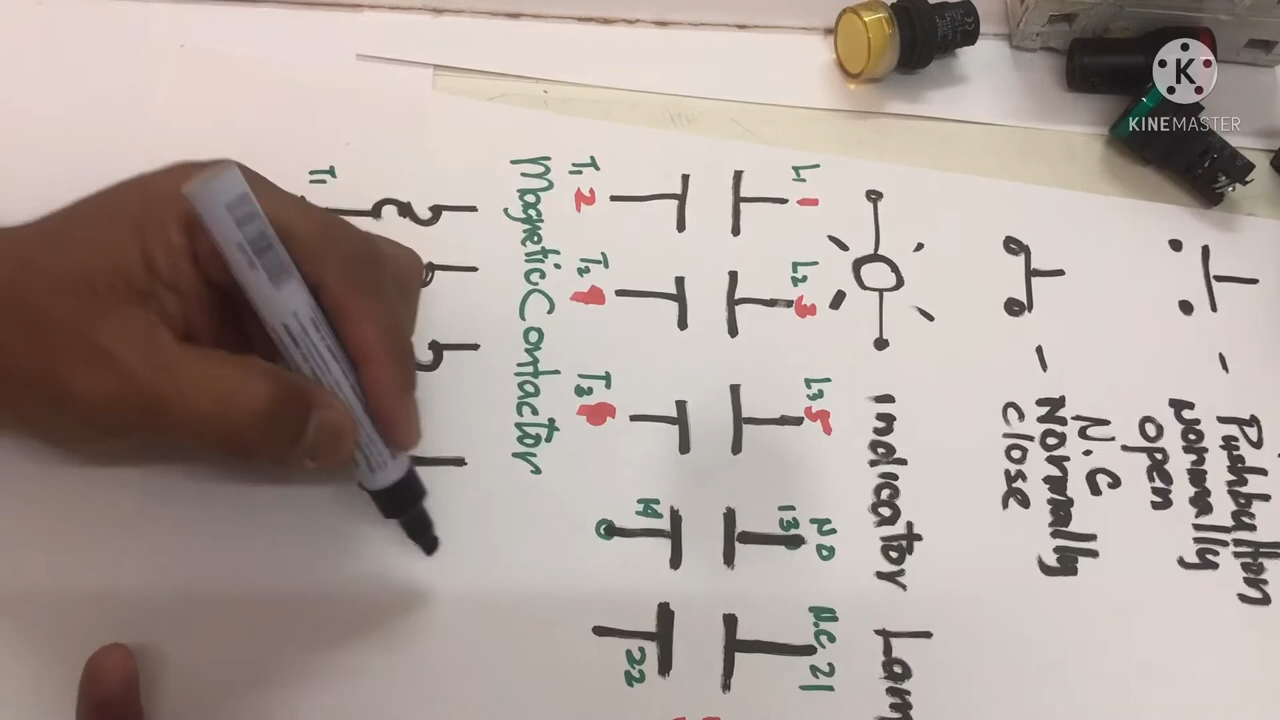 Pushbutton
Normally
open
N.C
Normally
close
Indicator Lam
L1 L2 L3 NO N.C
1 3 5 13 21
T1 T2 T3 14 22
2 6
Magnetic Contactor
T1
K
KINEMASTER